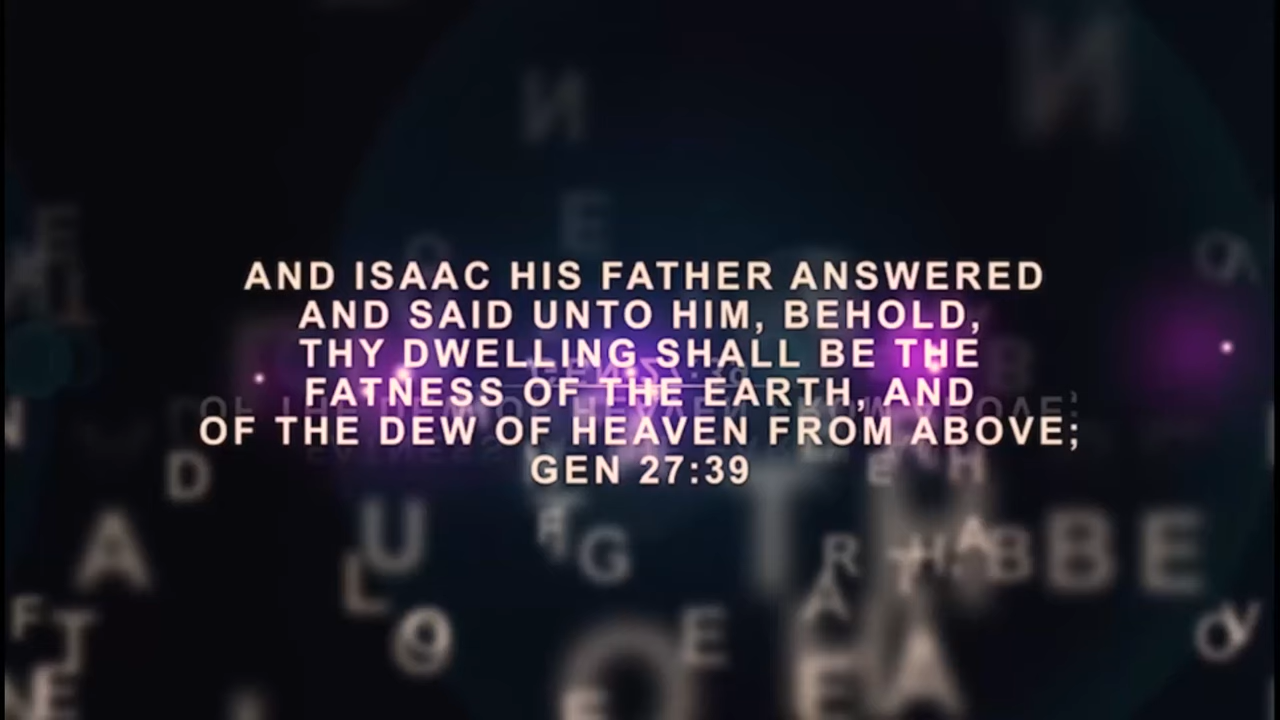 AND ISAAC HIS FATHER ANSWERED
AND SAID UNTO HIM, BEHOLD,
THY DWELLING SHALL BE THE
FATNESS OF THE EARTH, AND
OF THE DEW OF HEAVEN FROM ABOVE;
GEN 27:39